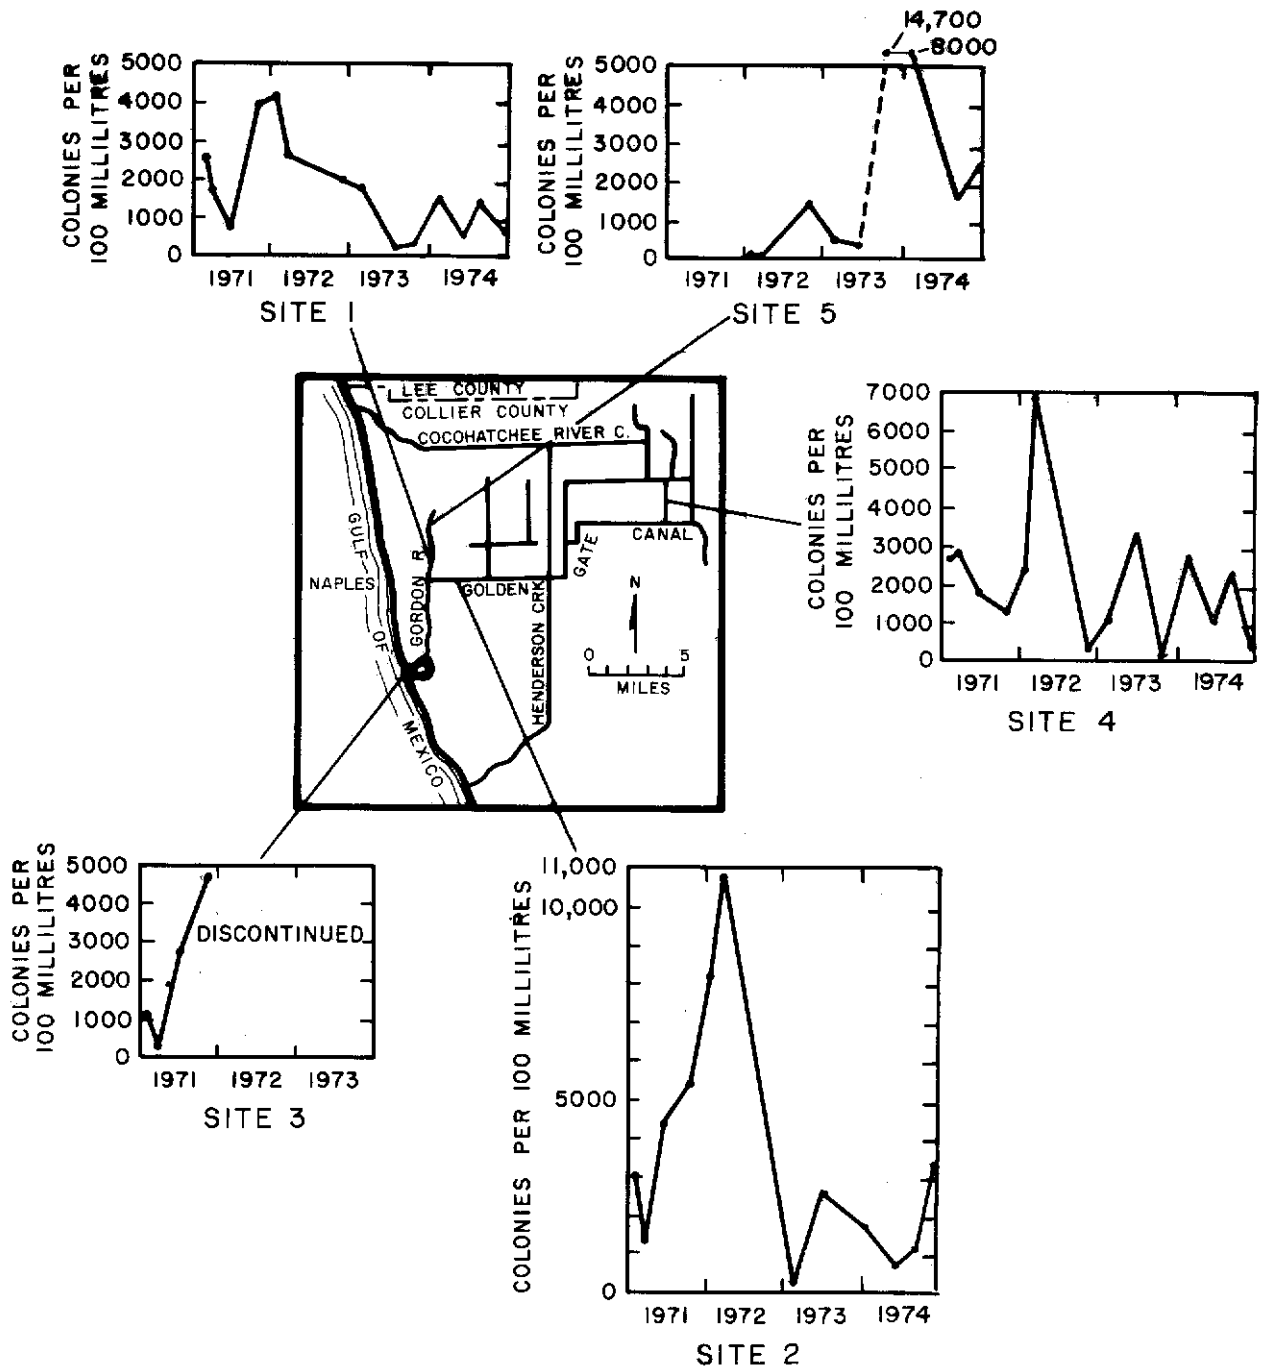 COLONIES PER
100 MILLILITRES
5000
4000
3000
2000
1000
0
1971 1972 1973 1974
SITE 1
14,700
8000
COLONIES PER
100 MILLILITRES
5000
4000
3000
2000
1000
0
1971 1972 1973 1974
SITE 5
LEE COUNTY
COLLIER COUNTY
COCOHATCHEE RIVER C.
GULF OF MEXICO
NAPLES
GORDON R.
GOLDEN GATE CANAL
HENDERSON CRK.
N
0 5
MILES
COLONIES PER
100 MILLILITRES
7000
6000
5000
4000
3000
2000
1000
0
1971 1972 1973 1974
SITE 4
COLONIES PER
100 MILLILITRES
5000
4000
3000
2000
1000
0
DISCONTINUED
1971 1972 1973
SITE 3
COLONIES PER 100 MILLILITRES
11,000
10,000
5000
0
1971 1972 1973 1974
SITE 2